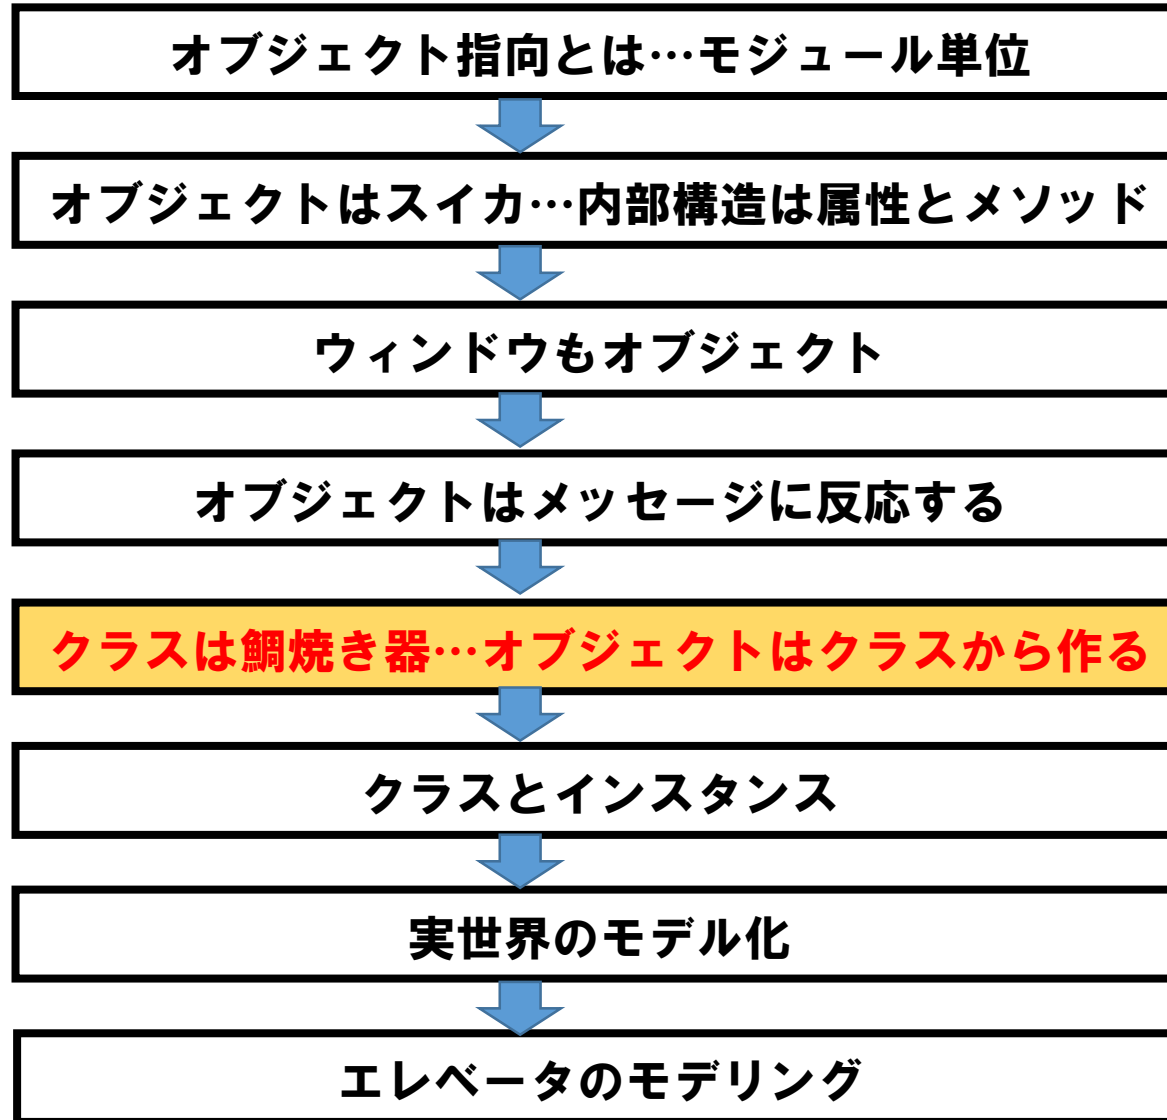 オブジェクト指向とは…モジュール単位
オブジェクトはスイカ…内部構造は属性とメソッド
ウィンドウもオブジェクト
オブジェクトはメッセージに反応する
クラスは鯛焼き器…オブジェクトはクラスから作る
クラスとインスタンス
実世界のモデル化
エレベータのモデリング